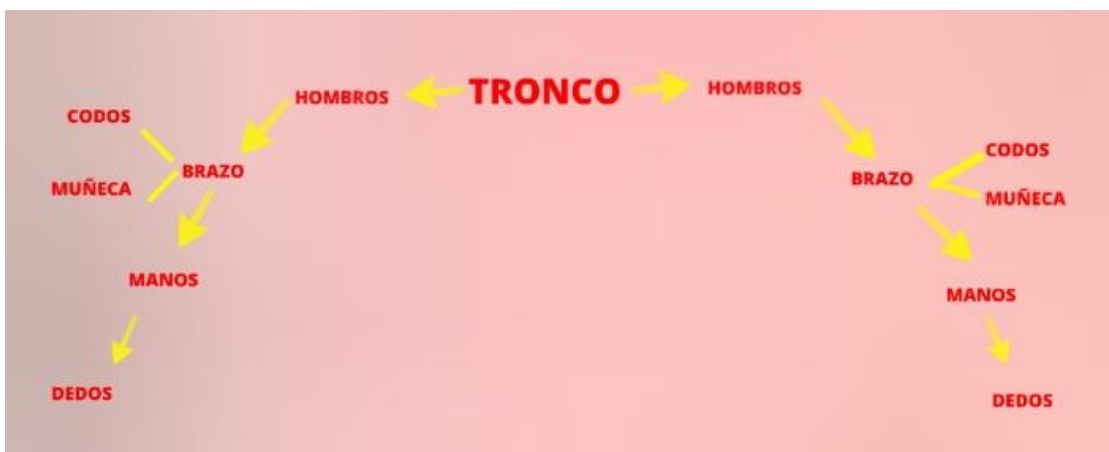 TRONCO
HOMBROS
HOMBROS
CODOS
BRAZO
MUÑECA
MANOS
DEDOS
CODOS
BRAZO
MUÑECA
MANOS
DEDOS